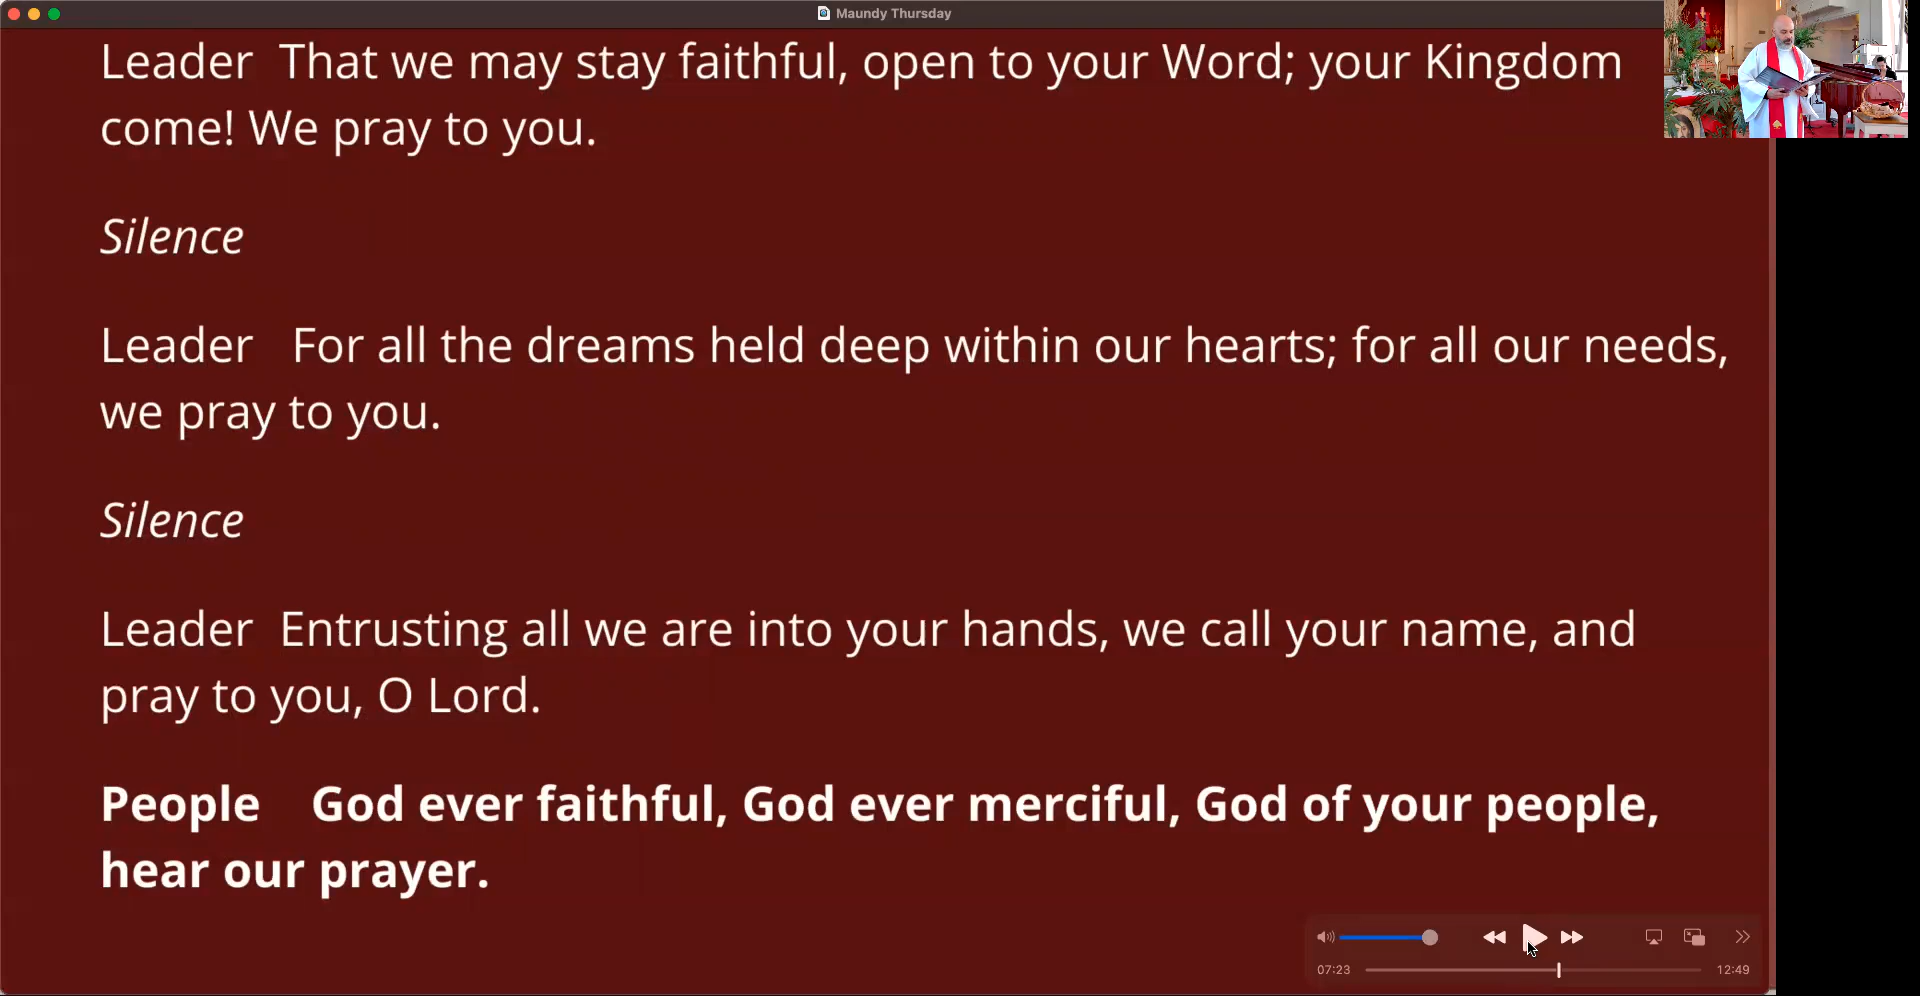 Maundy Thursday
Leader That we may stay faithful, open to your Word; your Kingdom
come! We pray to you.
Silence
Leader For all the dreams held deep within our hearts; for all our needs,
we pray to you.
Silence
Leader Entrusting all we are into your hands, we call your name, and
pray to you, O Lord.
People God ever faithful, God ever merciful, God of your people,
hear our prayer.
07:23 12:49